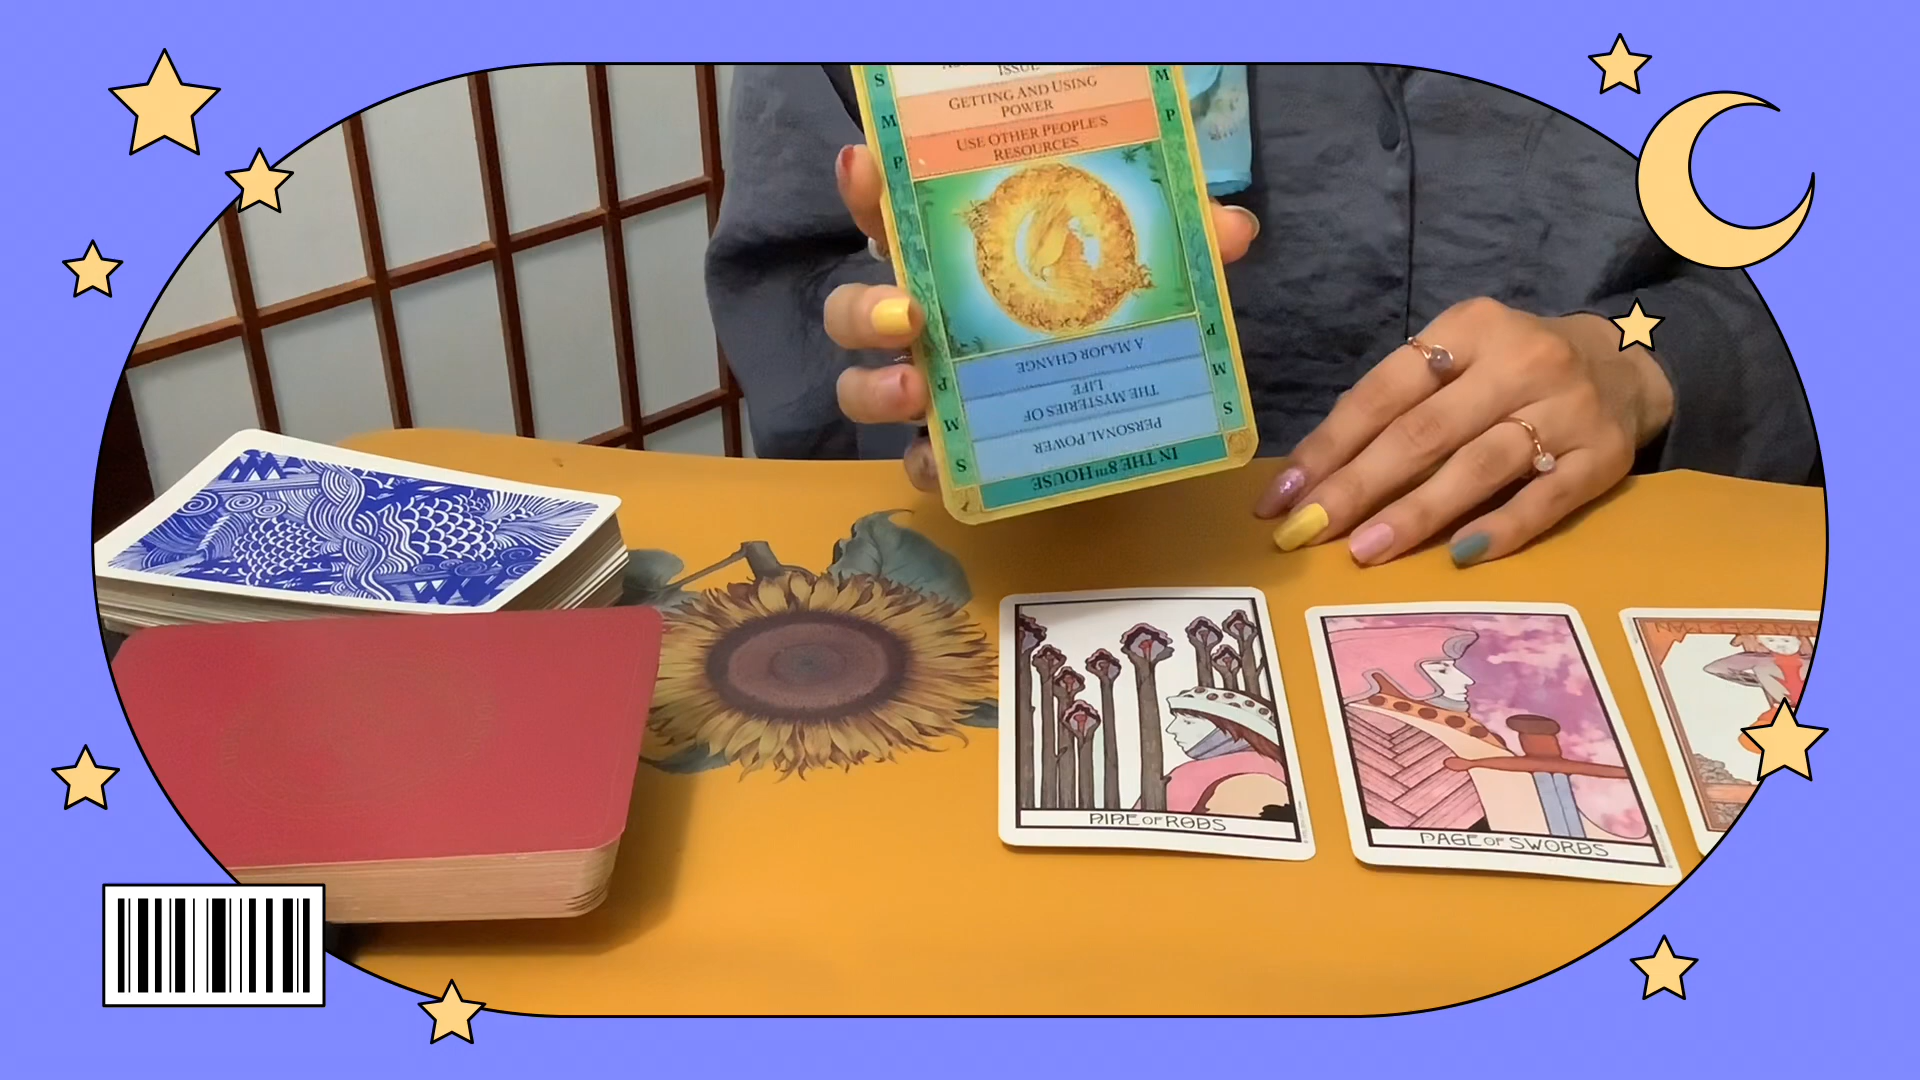 ISSUE
GETTING AND USING
POWER
USE OTHER PEOPLE'S
RESOURCES
S
M
P
M
P
A MAJOR CHANGE
THE MYSTERIES OF
LIFE
PERSONAL POWER
IN THE 8TH HOUSE
P
M
S
P
M
S
NINE OF RODS
PAGE OF SWORDS